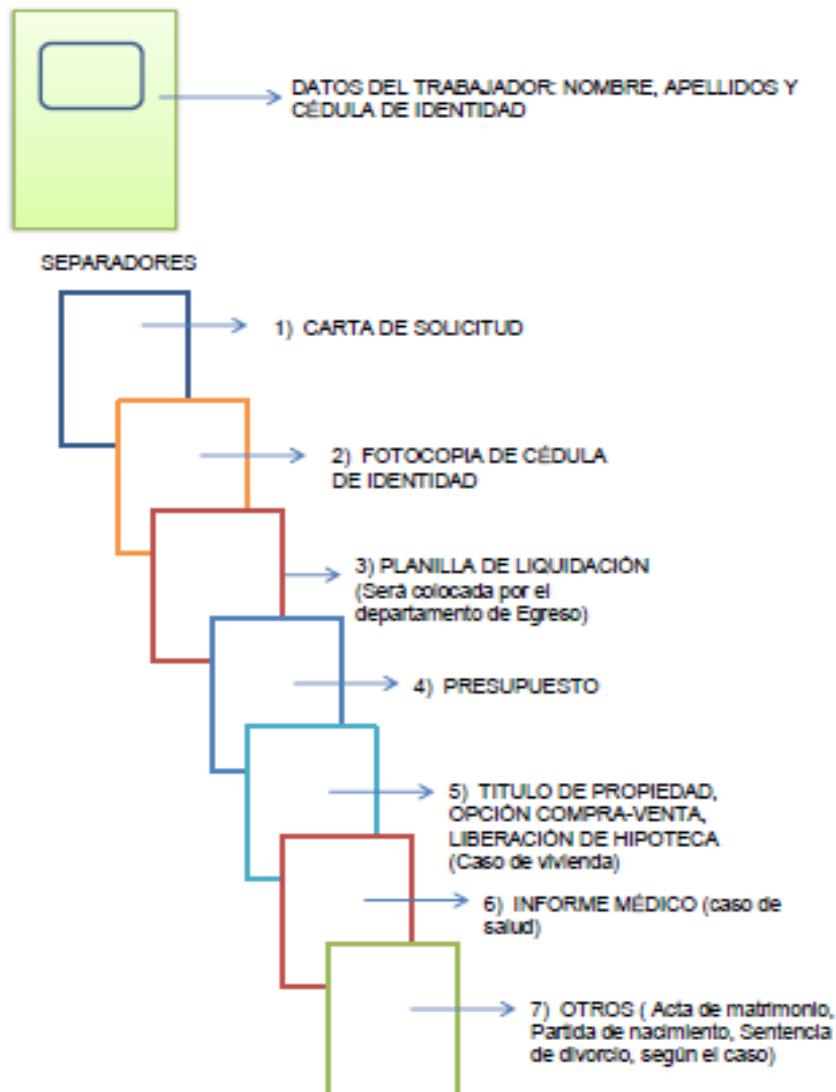 DATOS DEL TRABAJADOR: NOMBRE, APELLIDOS Y
CÉDULA DE IDENTIDAD
SEPARADORES
1) CARTA DE SOLICITUD
2) FOTOCOPIA DE CÉDULA
DE IDENTIDAD
3) PLANILLA DE LIQUIDACIÓN
(Será colocada por el
departamento de Egreso)
4) PRESUPUESTO
5) TITULO DE PROPIEDAD,
OPCIÓN COMPRA-VENTA,
LIBERACIÓN DE HIPOTECA
(Caso de vivienda)
6) INFORME MÉDICO (caso de
salud)
7) OTROS ( Acta de matrimonio,
Partida de nacimiento, Sentencia
de divorcio, según el caso)